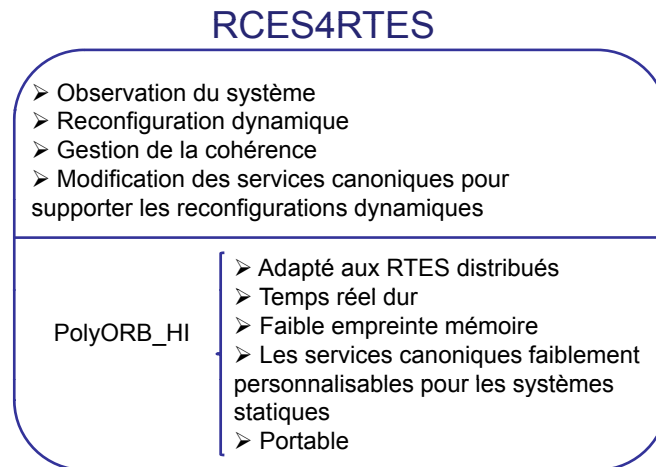 RCES4RTES
➢ Observation du système
➢ Reconfiguration dynamique
➢ Gestion de la cohérence
➢ Modification des services canoniques pour
supporter les reconfigurations dynamiques
PolyORB_HI
➢ Adapté aux RTES distribués
➢ Temps réel dur
➢ Faible empreinte mémoire
➢ Les services canoniques faiblement
personnalisables pour les systèmes
statiques
➢ Portable